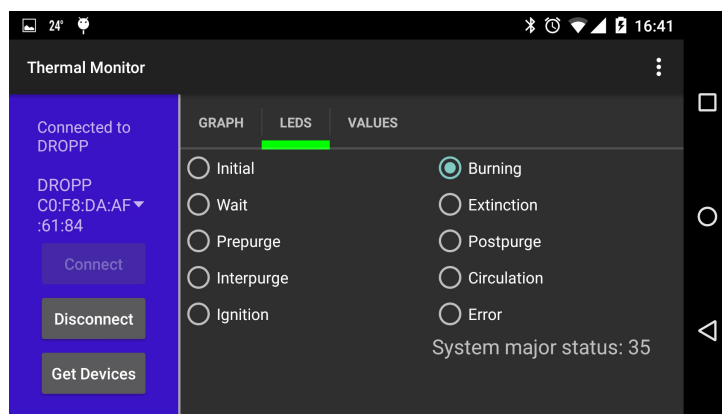 24°
16:41
Thermal Monitor
Connected to
DROPP
DROPP
C0:F8:DA:AF
:61:84
Connect
Disconnect
Get Devices
GRAPH LEDS VALUES
Initial Burning
Wait Extinction
Prepurge Postpurge
Interpurge Circulation
Ignition Error
System major status: 35